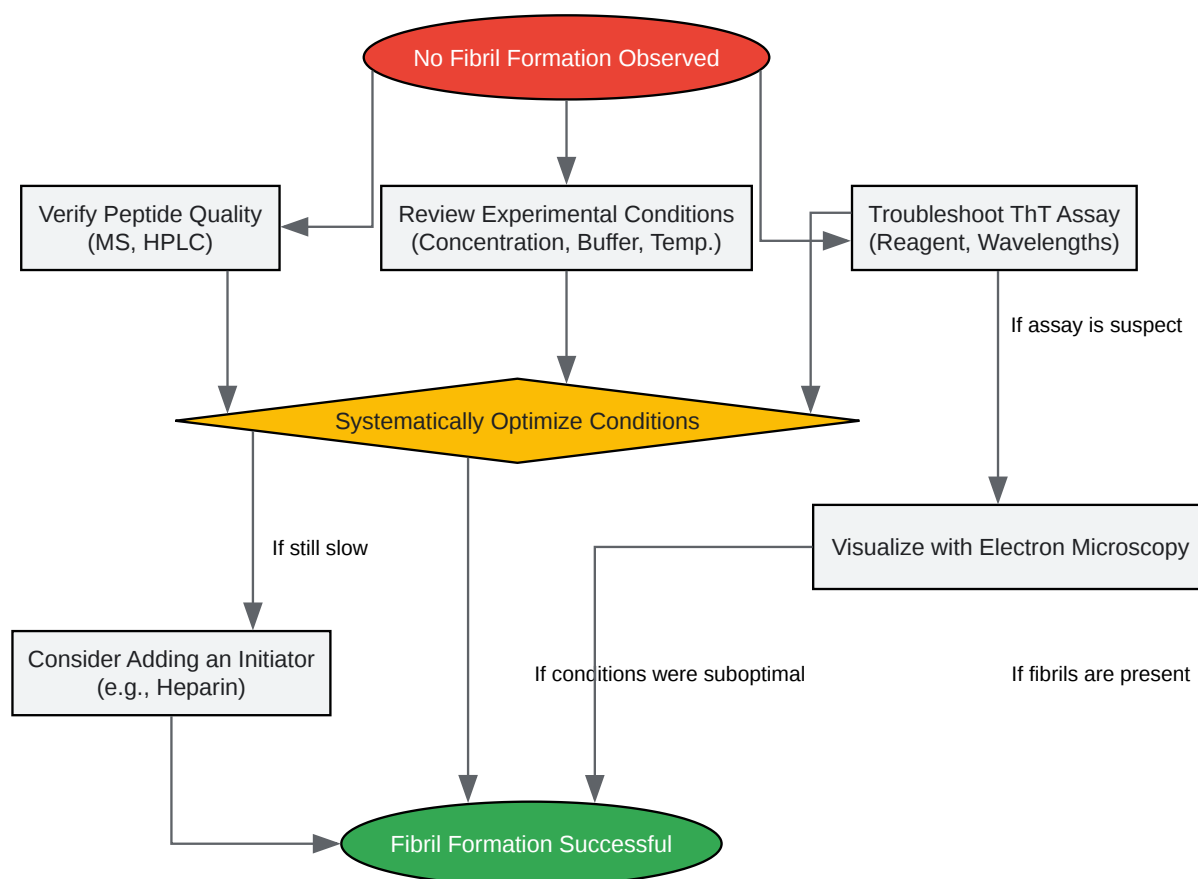 No Fibril Formation Observed
Verify Peptide Quality
(MS, HPLC)
Review Experimental Conditions
(Concentration, Buffer, Temp.)
Troubleshoot ThT Assay
(Reagent, Wavelengths)
If assay is suspect
Systematically Optimize Conditions
If still slow
Visualize with Electron Microscopy
Consider Adding an Initiator
(e.g., Heparin)
If conditions were suboptimal
If fibrils are present
Fibril Formation Successful